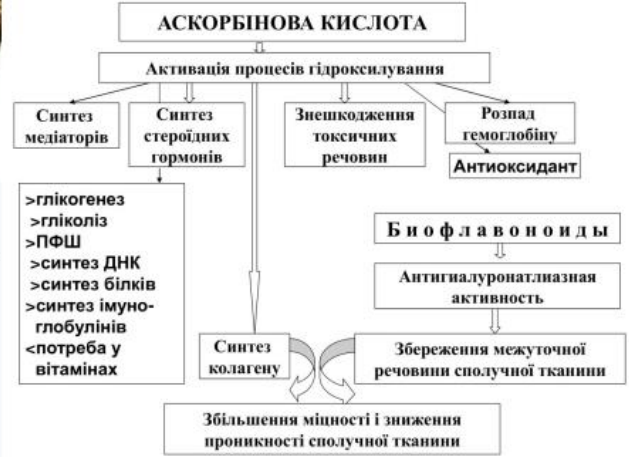 АСКОРБІНОВА КИСЛОТА
Активація процесів гідроксилування
Синтез
медіаторів
Синтез
стероїдних
гормонів
Знешкодження
токсичних
речовин
Розпад
гемоглобіну
Антиоксидант
>глікогенез
>гліколіз
>ПФШ
>синтез ДНК
>синтез білків
>синтез імуно-
глобулінів
<потреба у
вітамінах
Биофлавоноиды
Антигиалуронатлиазная
активность
Синтез
колагену
Збереження межуточної
речовини сполучної тканини
Збільшення міцності і зниження
проникності сполучної тканини